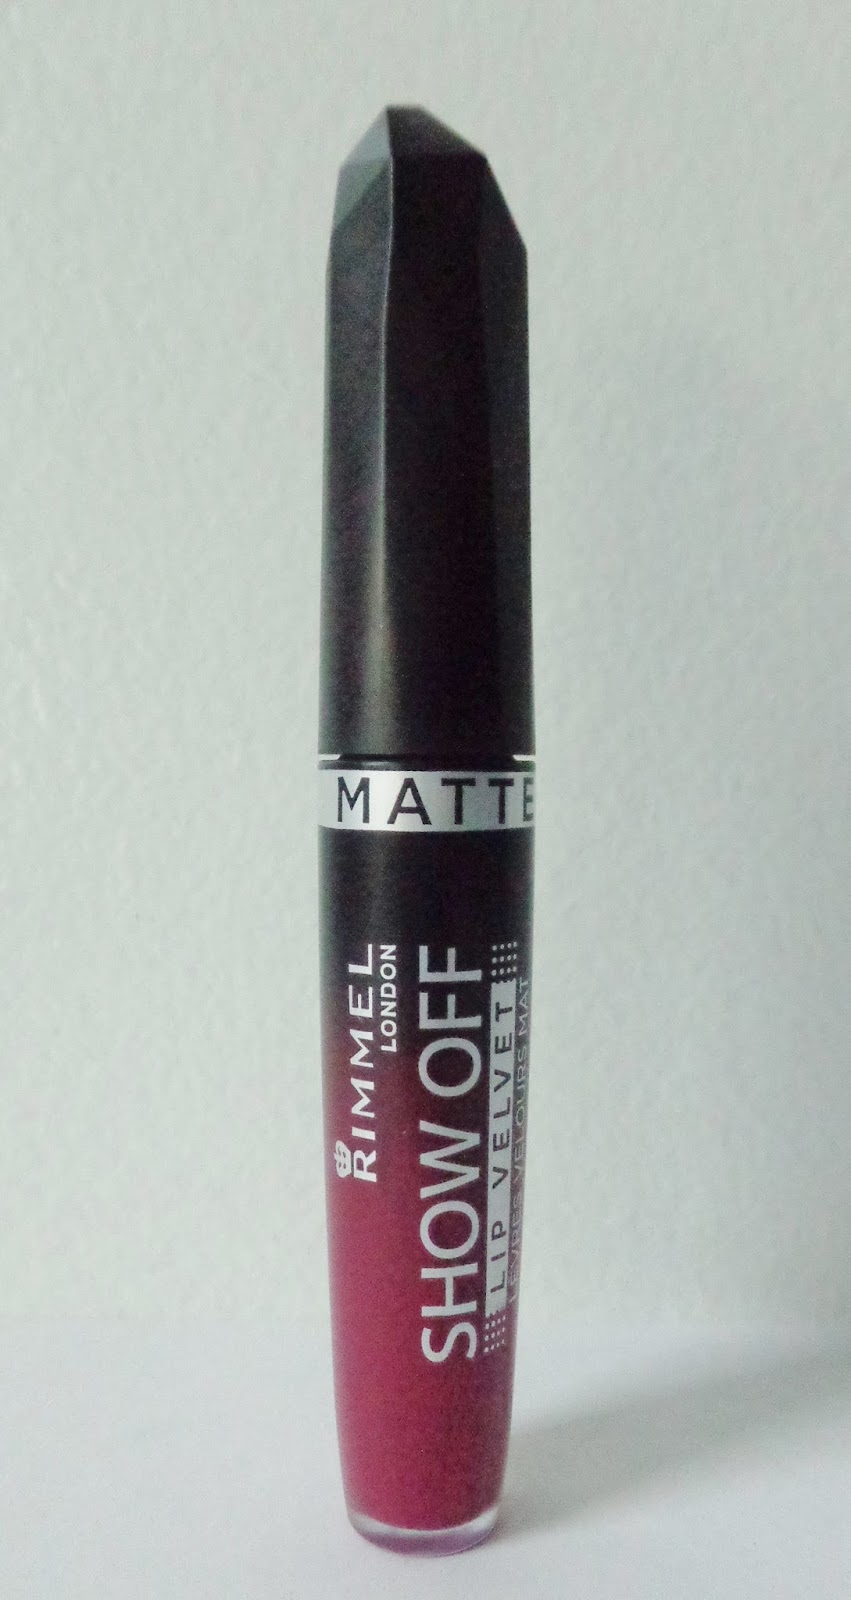 MATTE
RIMMEL
LONDON
SHOW OFF
LIP VELVET
LÈVRES VELOURS MAT